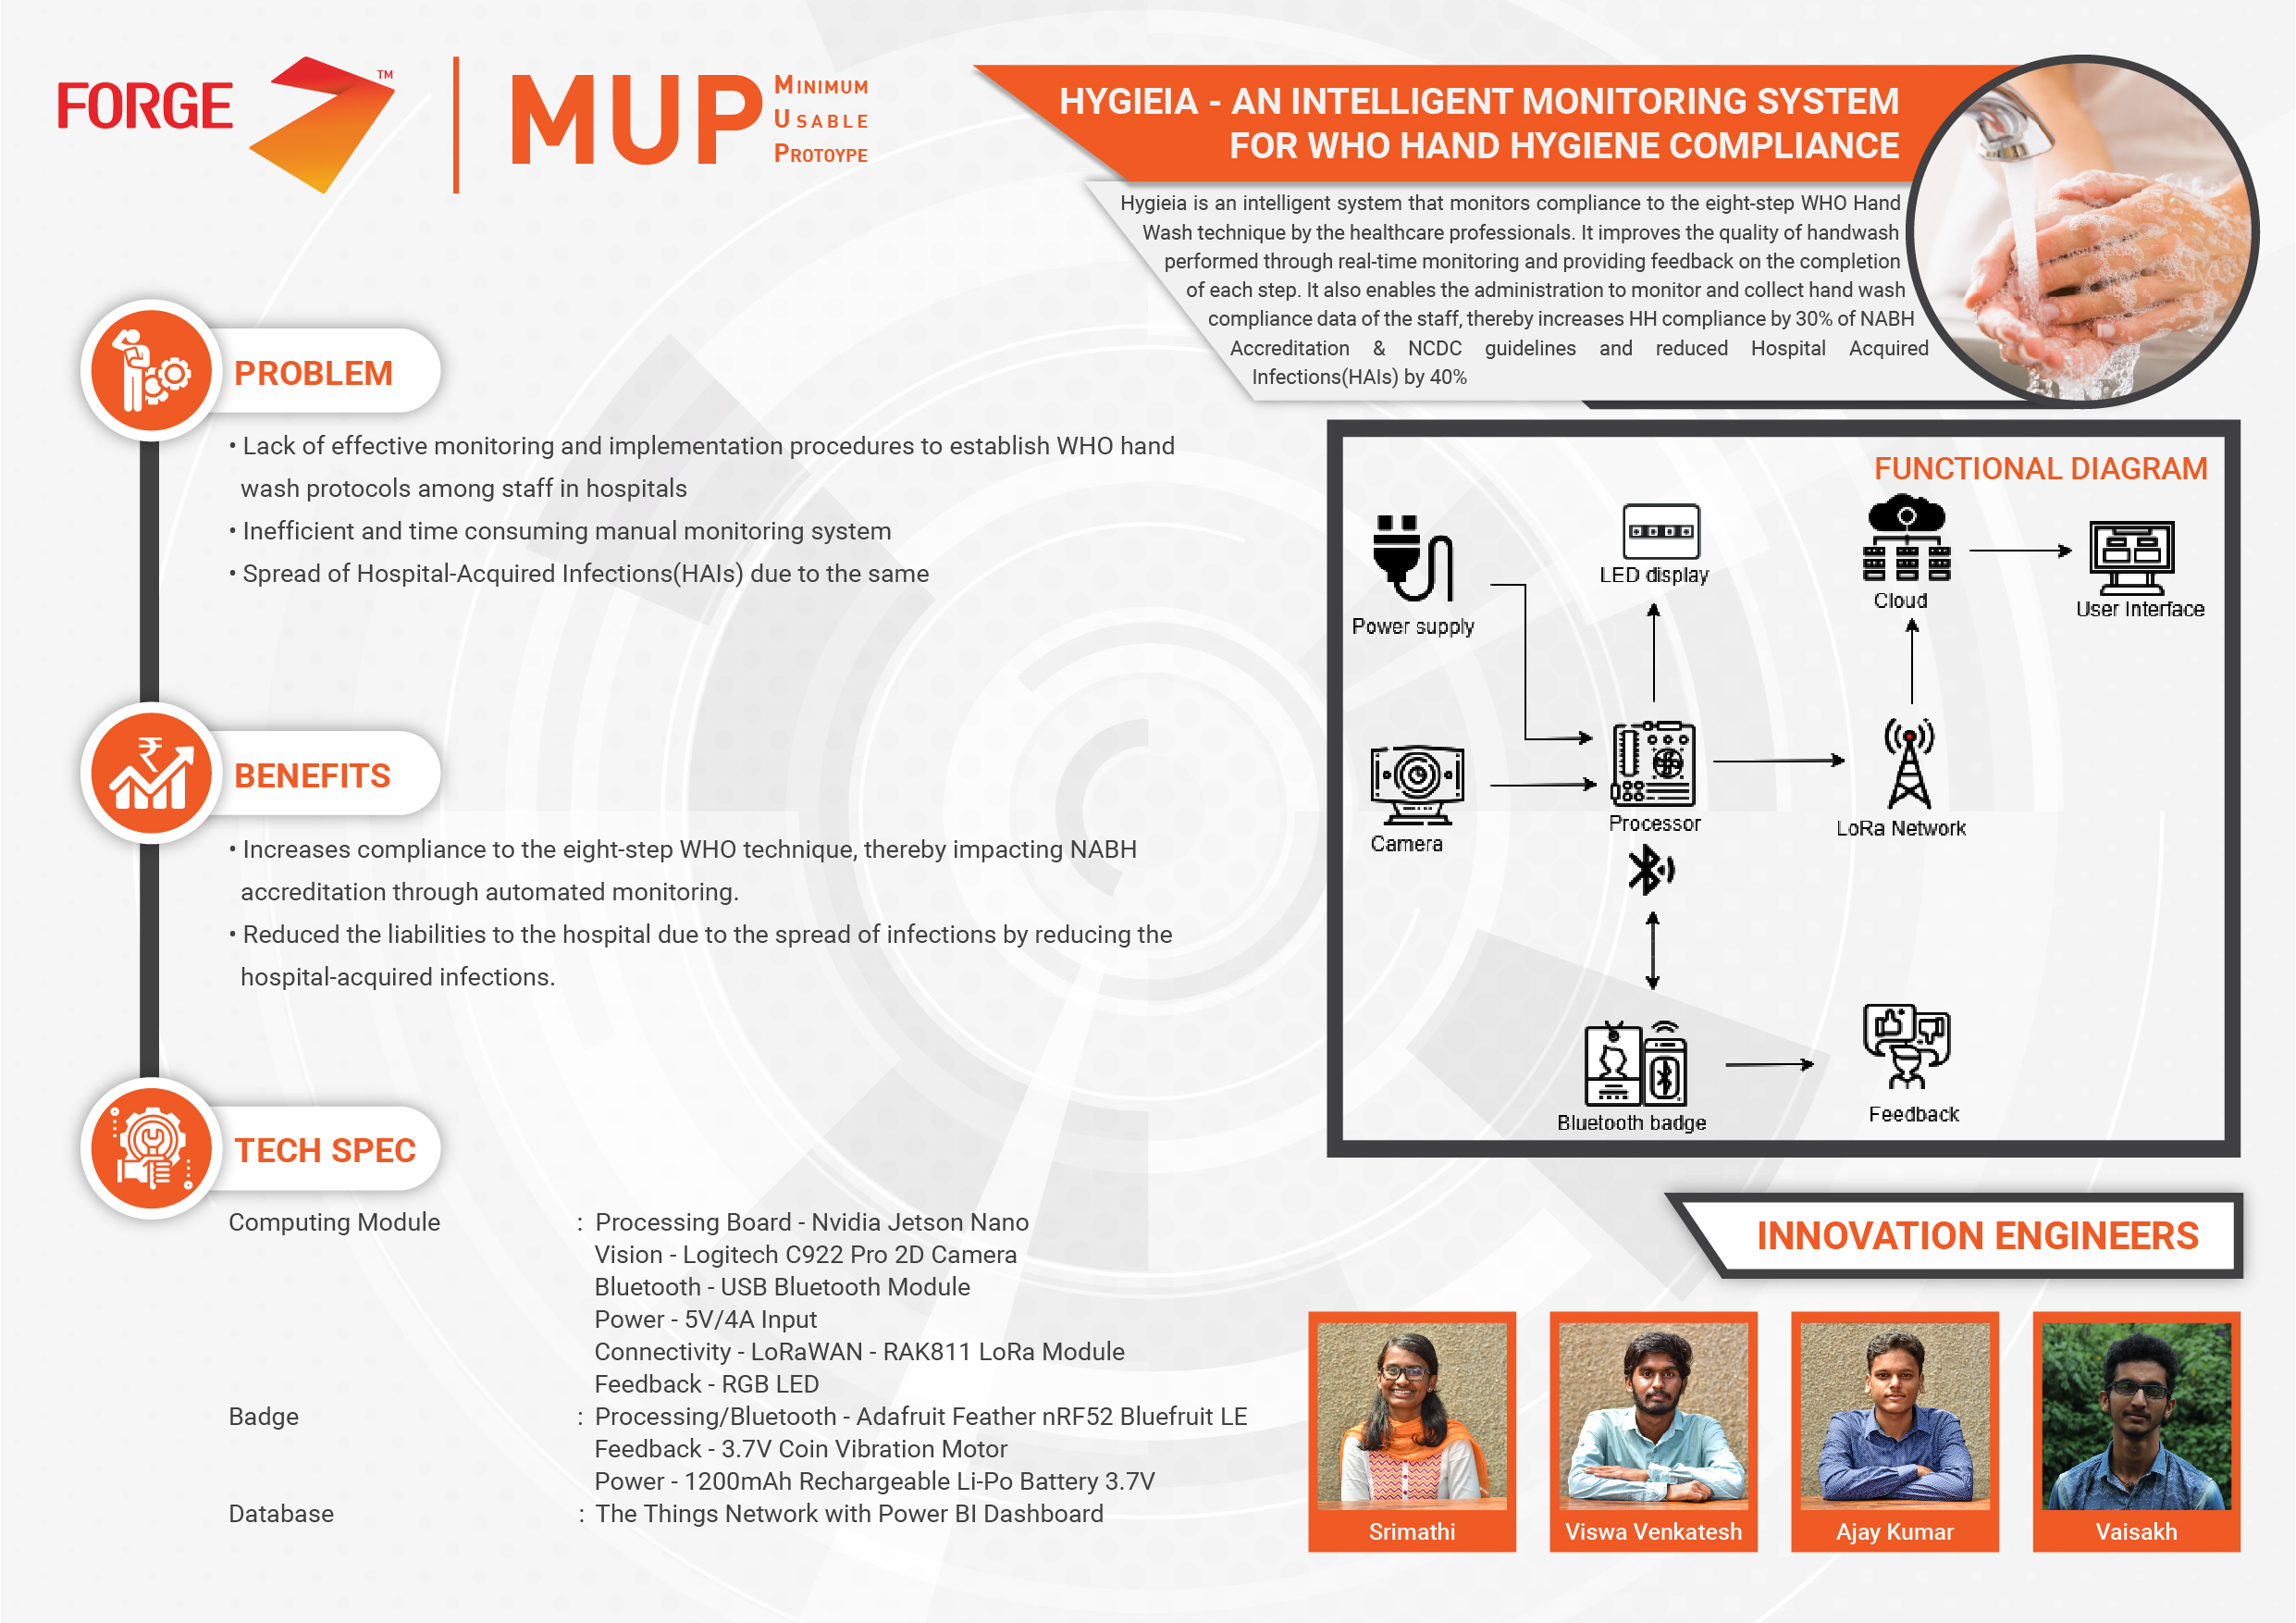 FORGE
TM
MUP
MINIMUM
USABLE
PROTOYPE
HYGIEIA - AN INTELLIGENT MONITORING SYSTEM
FOR WHO HAND HYGIENE COMPLIANCE
Hygieia is an intelligent system that monitors compliance to the eight-step WHO Hand
Wash technique by the healthcare professionals. It improves the quality of handwash
performed through real-time monitoring and providing feedback on the completion
of each step. It also enables the administration to monitor and collect hand wash
compliance data of the staff, thereby increases HH compliance by 30% of NABH
Accreditation & NCDC guidelines and reduced Hospital Acquired
Infections(HAIs) by 40%
PROBLEM
• Lack of effective monitoring and implementation procedures to establish WHO hand
wash protocols among staff in hospitals
• Inefficient and time consuming manual monitoring system
• Spread of Hospital-Acquired Infections(HAIs) due to the same
₹
BENEFITS
• Increases compliance to the eight-step WHO technique, thereby impacting NABH
accreditation through automated monitoring.
• Reduced the liabilities to the hospital due to the spread of infections by reducing the
hospital-acquired infections.
TECH SPEC
Computing Module : Processing Board - Nvidia Jetson Nano
Vision - Logitech C922 Pro 2D Camera
Bluetooth - USB Bluetooth Module
Power - 5V/4A Input
Connectivity - LoRaWAN - RAK811 LoRa Module
Feedback - RGB LED
Badge : Processing/Bluetooth - Adafruit Feather nRF52 Bluefruit LE
Feedback - 3.7V Coin Vibration Motor
Power - 1200mAh Rechargeable Li-Po Battery 3.7V
Database : The Things Network with Power BI Dashboard
FUNCTIONAL DIAGRAM
Power supply
LED display
Cloud
User Interface
Camera
Processor
LoRa Network
Bluetooth badge
Feedback
INNOVATION ENGINEERS
Srimathi
Viswa Venkatesh
Ajay Kumar
Vaisakh